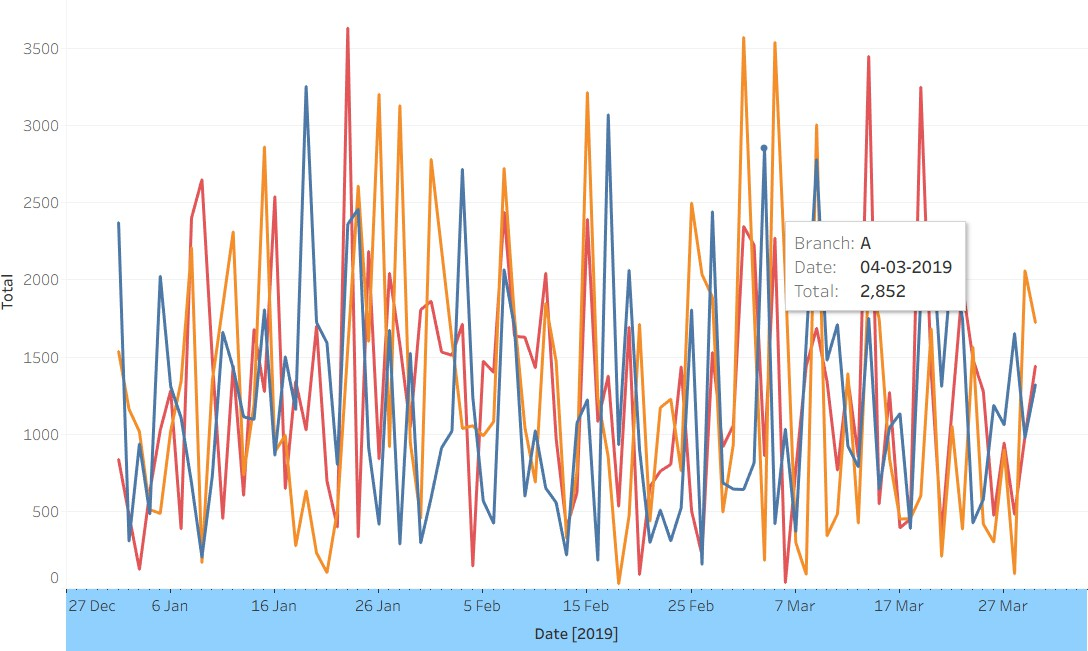 3500
3000
2500
2000
1500
1000
500
0
Total
Branch: A
Date: 04-03-2019
Total: 2,852
27 Dec 6 Jan 16 Jan 26 Jan 5 Feb 15 Feb 25 Feb 7 Mar 17 Mar 27 Mar
Date [2019]